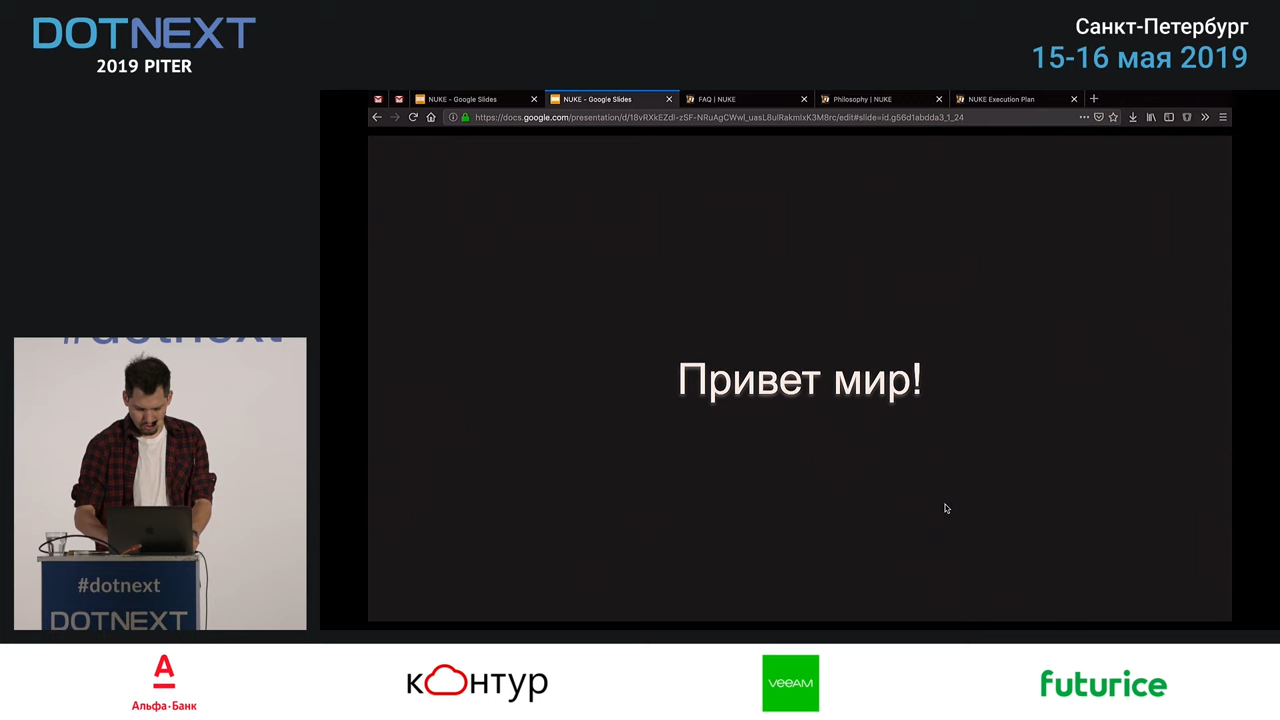 DOTNEXT
2019 PITER
Санкт-Петербург
15-16 мая 2019
NUKE - Google Slides
NUKE - Google Slides
FAQ | NUKE
Philosophy | NUKE
NUKE Execution Plan
Привет мир!
#dotnext
#dotnext
DOTNEXT
Альфа·Банк
контур
veeam
futurice